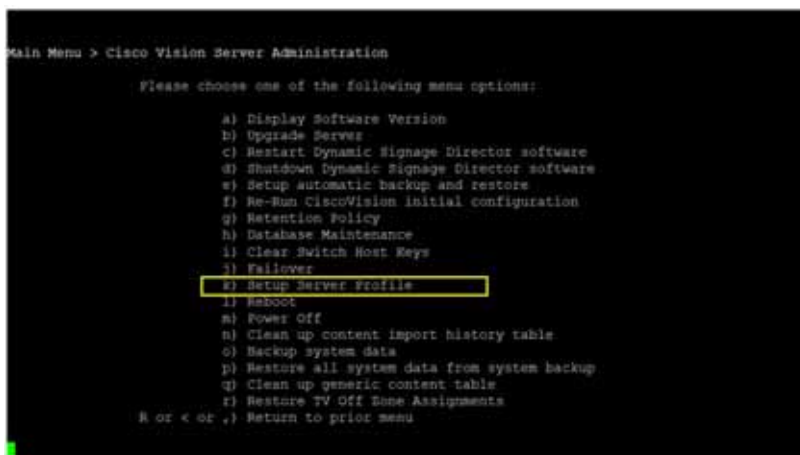 Main Menu > Cisco Vision Server Administration
Please choose one of the following menu options:
a) Display Software Version
b) Upgrade Server
c) Restart Dynamic Signage Director software
d) Shutdown Dynamic Signage Director software
e) Setup automatic backup and restore
f) Re-Run CiscoVision initial configuration
g) Retention Policy
h) Database Maintenance
i) Clear Switch Host Keys
j) Failover
k) Setup Server Profile
l) Reboot
m) Power Off
n) Clean up content import history table
o) Backup system data
p) Restore all system data from system backup
q) Clean up generic content table
r) Restore TV Off Zone Assignments
R or < or ,) Return to prior menu